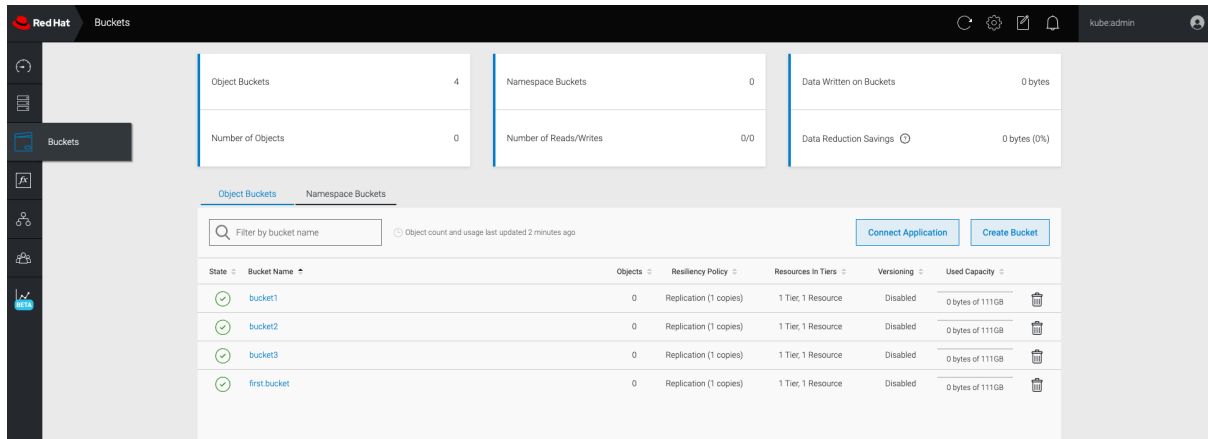 Red Hat Buckets kube:admin
Buckets
fx
BETA
Object Buckets 4
Number of Objects 0
Namespace Buckets 0
Number of Reads/Writes 0/0
Data Written on Buckets 0 bytes
Data Reduction Savings ? 0 bytes (0%)
Object Buckets Namespace Buckets
Filter by bucket name Object count and usage last updated 2 minutes ago Connect Application Create Bucket
State Bucket Name Objects Resiliency Policy Resources In Tiers Versioning Used Capacity
bucket1 0 Replication (1 copies) 1 Tier, 1 Resource Disabled 0 bytes of 111GB
bucket2 0 Replication (1 copies) 1 Tier, 1 Resource Disabled 0 bytes of 111GB
bucket3 0 Replication (1 copies) 1 Tier, 1 Resource Disabled 0 bytes of 111GB
first.bucket 0 Replication (1 copies) 1 Tier, 1 Resource Disabled 0 bytes of 111GB